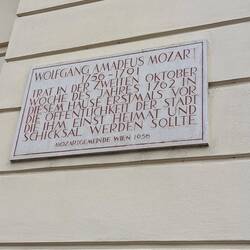 WOLFGANG AMADEUS MOZART
1756-1791
TRAT IN DER ZWEITEN OKTOBER
WOCHE DES JAHRES 1762 IN
DIESEM HAUSE ERSTMALS VOR
DIE ÖFFENTLICHKEIT DER STADT
DIE IHM EINST HEIMAT UND
SCHICKSAL WERDEN SOLLTE
MOZARTGEMEINDE WIEN 1956